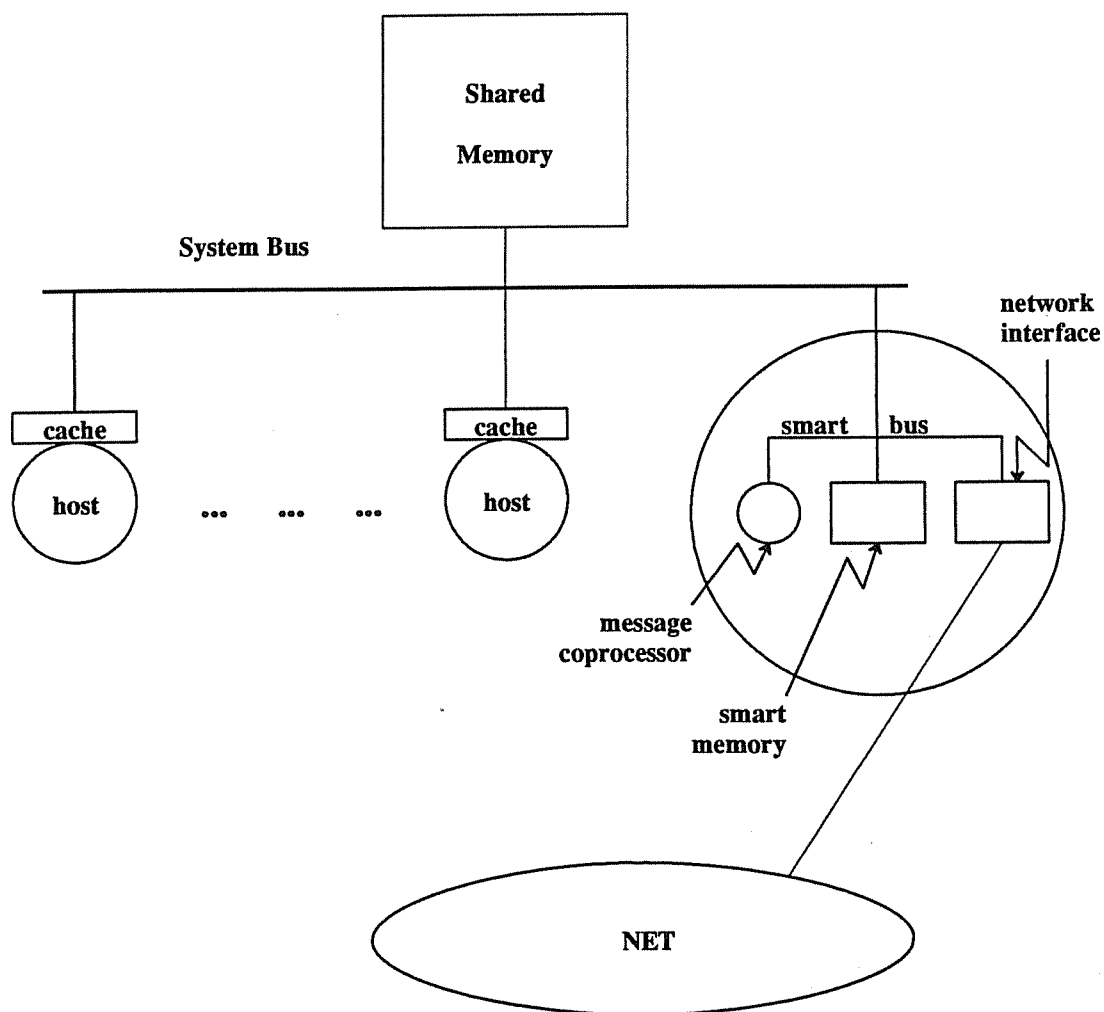 Shared
Memory
System Bus
network
interface
cache
cache
smart bus
host
... ... ...
host
message
coprocessor
smart
memory
NET